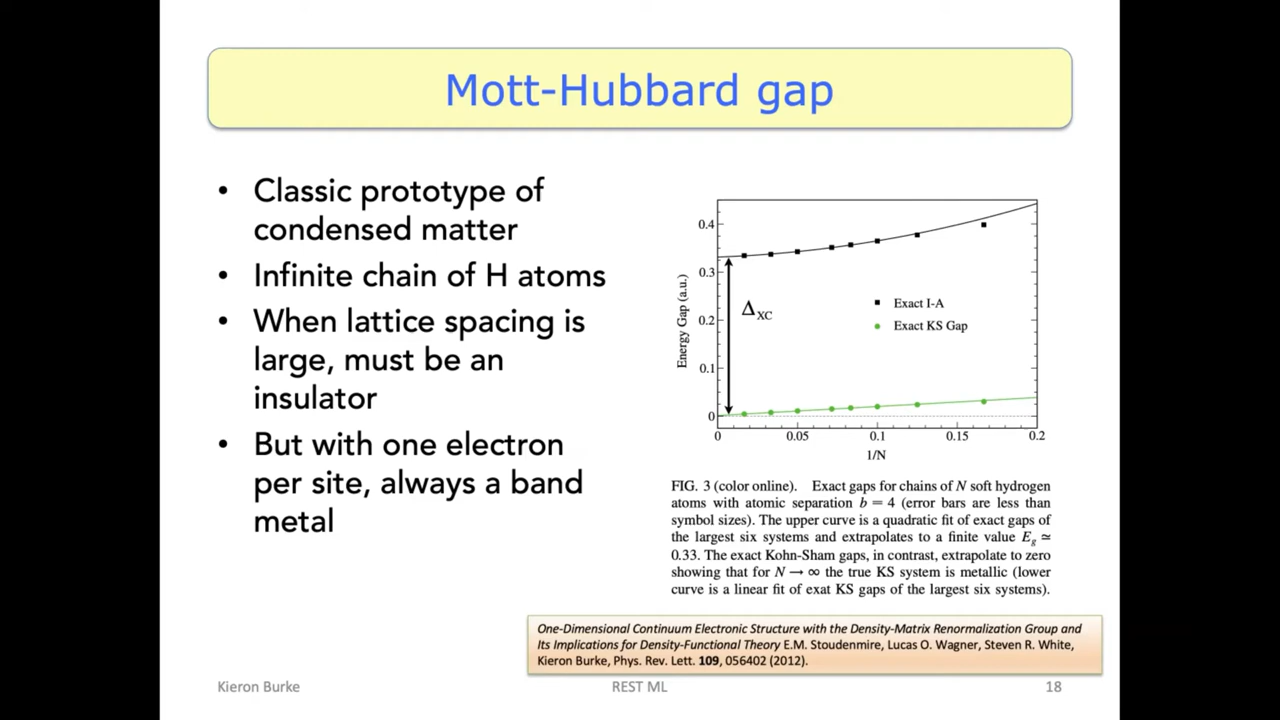 Mott-Hubbard gap
• Classic prototype of
condensed matter
• Infinite chain of H atoms
• When lattice spacing is
large, must be an
insulator
• But with one electron
per site, always a band
metal
0.4
0.3
0.2
0.1
0
Energy Gap (a.u.)
ΔXC
Exact I-A
Exact KS Gap
0 0.05 0.1 0.15 0.2
1/N
FIG. 3 (color online). Exact gaps for chains of N soft hydrogen
atoms with atomic separation b = 4 (error bars are less than
symbol sizes). The upper curve is a quadratic fit of exact gaps of
the largest six systems and extrapolates to a finite value Eg ≃
0.33. The exact Kohn-Sham gaps, in contrast, extrapolate to zero
showing that for N → ∞ the true KS system is metallic (lower
curve is a linear fit of exat KS gaps of the largest six systems).
One-Dimensional Continuum Electronic Structure with the Density-Matrix Renormalization Group and
Its Implications for Density-Functional Theory E.M. Stoudenmire, Lucas O. Wagner, Steven R. White,
Kieron Burke, Phys. Rev. Lett. 109, 056402 (2012).
Kieron Burke REST ML 18